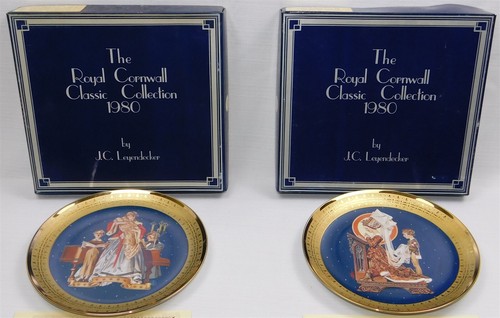 The
Royal Cornwall
Classic Collection
1980
by
J.C. Leyendecker
The
Royal Cornwall
Classic Collection
1980
by
J.C. Leyendecker